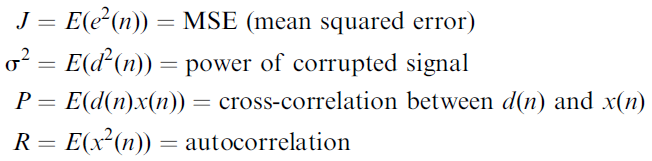 J = E(e²(n)) = MSE (mean squared error)
σ² = E(d²(n)) = power of corrupted signal
P = E(d(n)x(n)) = cross-correlation between d(n) and x(n)
R = E(x²(n)) = autocorrelation